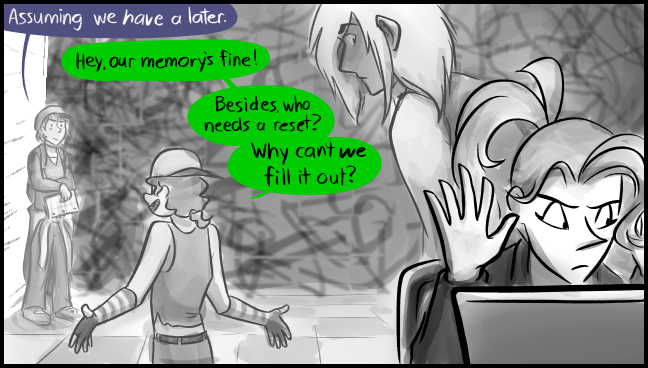 Assuming we have a later.
Hey, our memory's fine!
Besides, who
needs a reset?
Why can't we
fill it out?